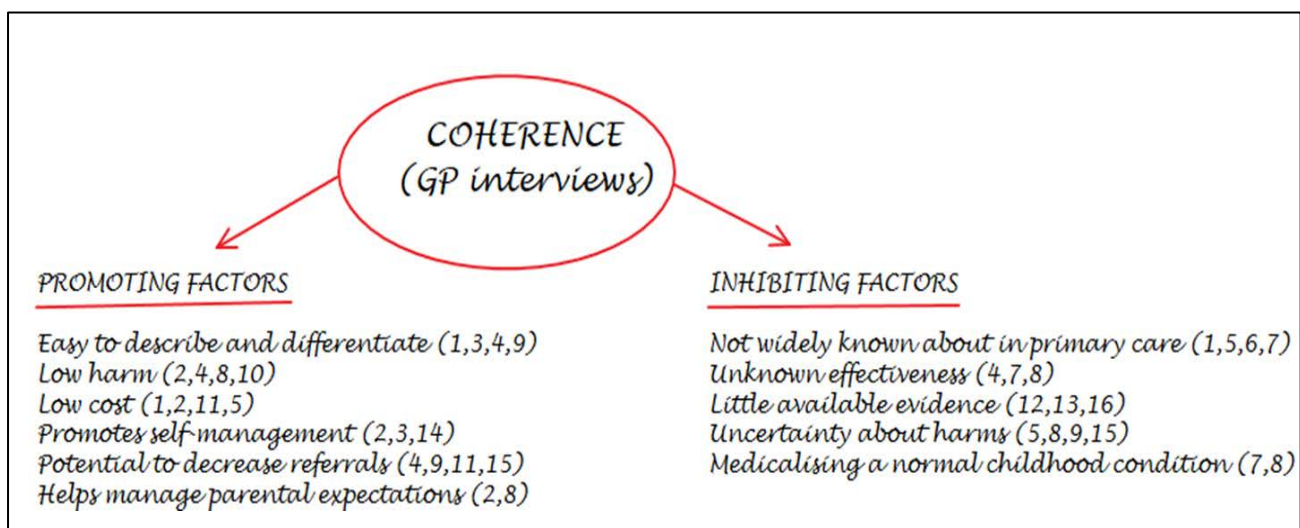 COHERENCE
(GP interviews)
PROMOTING FACTORS
Easy to describe and differentiate (1,3,4,9)
Low harm (2,4,8,10)
Low cost (1,2,11,5)
Promotes self-management (2,3,14)
Potential to decrease referrals (4,9,11,15)
Helps manage parental expectations (2,8)
INHIBITING FACTORS
Not widely known about in primary care (1,5,6,7)
Unknown effectiveness (4,7,8)
Little available evidence (12,13,16)
Uncertainty about harms (5,8,9,15)
Medicalising a normal childhood condition (7,8)